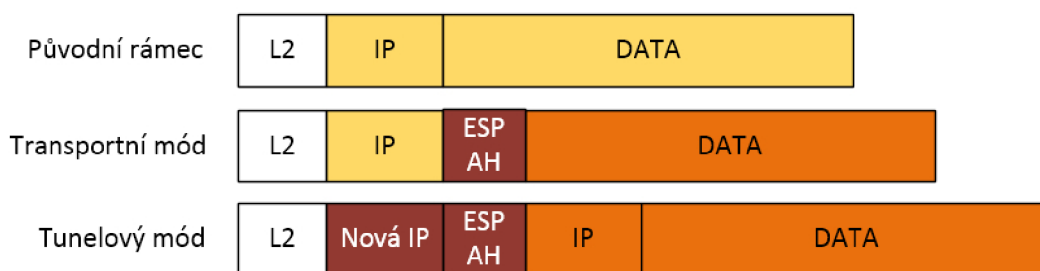 Původní rámec L2 IP DATA
Transportní mód L2 IP ESP AH DATA
Tunelový mód L2 Nová IP ESP AH IP DATA